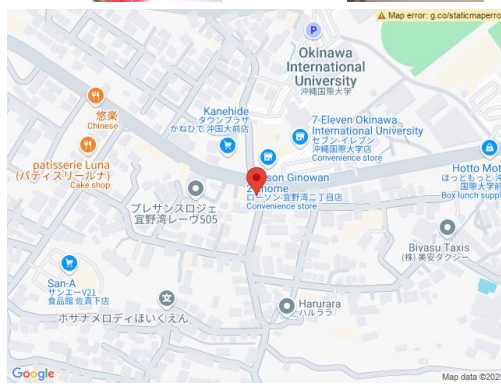 Map error: g.co/staticmaperro
P
Okinawa
International
University
沖縄国際大学
悠楽
Chinese
Kanehide
タウンプラザ
かねひで 沖国大前店
7-Eleven Okinawa
International University
セブン-イレブン
沖縄国際大学店
Convenience store
patisserie Luna
(パティスリールナ)
Cake shop
son Ginowan
2 home
ローソン 宜野湾二丁目店
Convenience store
Hotto Mot
ほっともっと 沖
国際大学前
Box lunch supp
プレサンスロジェ
宜野湾レーヴ505
Biyasu Taxis
(株) 美安タクシー
San-A
サンエーV21
食品館 佐真下店
ホサナメロディほいくえん
Harurara
ハルララ
Google
Map data ©2025